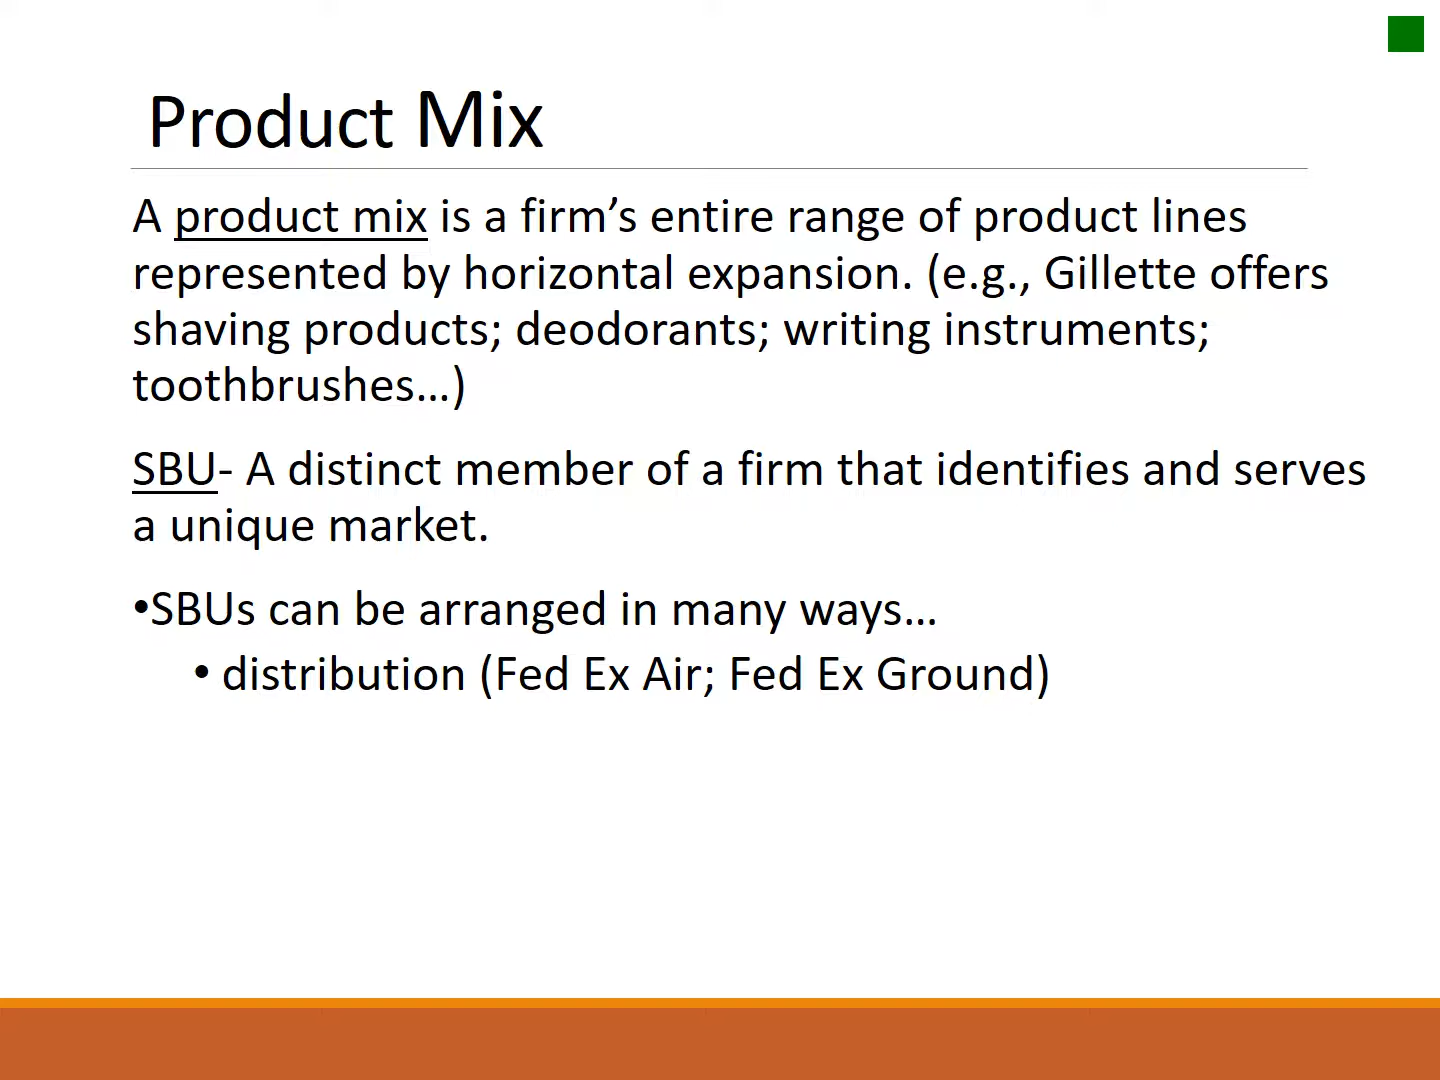 Product Mix
A product mix is a firm’s entire range of product lines
represented by horizontal expansion. (e.g., Gillette offers
shaving products; deodorants; writing instruments;
toothbrushes…)
SBU- A distinct member of a firm that identifies and serves
a unique market.
•SBUs can be arranged in many ways…
• distribution (Fed Ex Air; Fed Ex Ground)